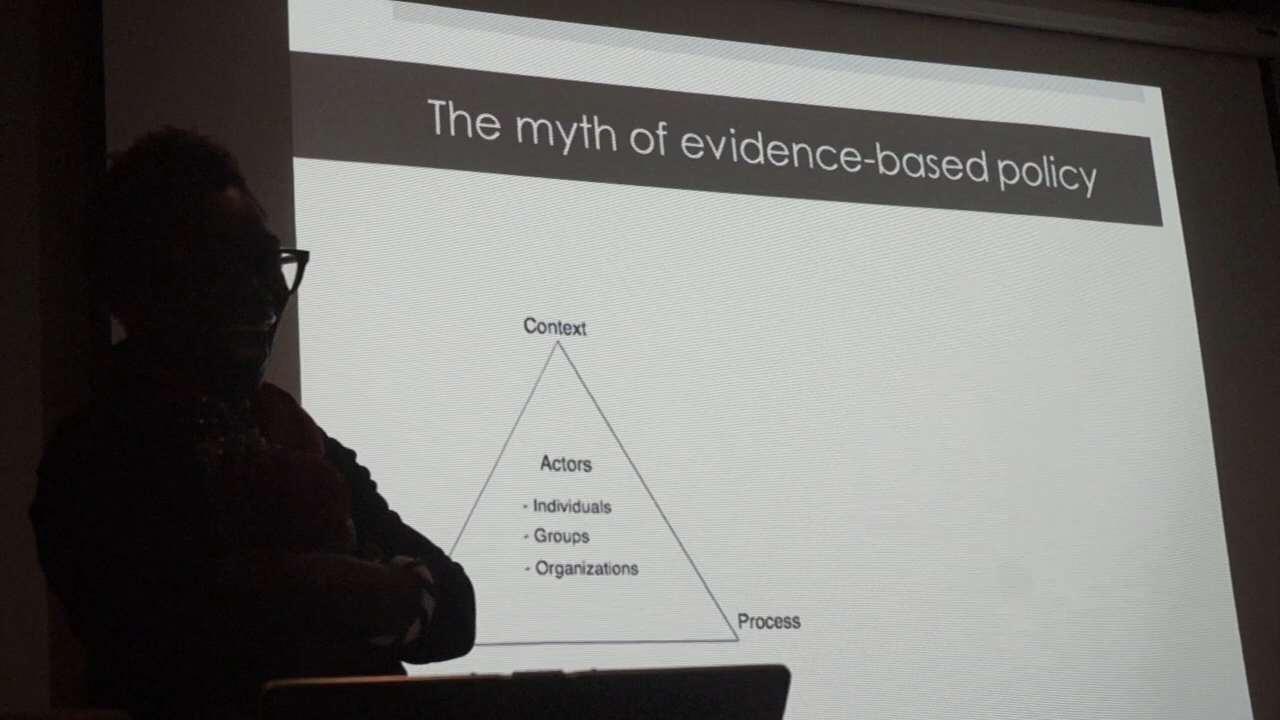 The myth of evidence-based policy
Context
Actors
- Individuals
- Groups
- Organizations
Process